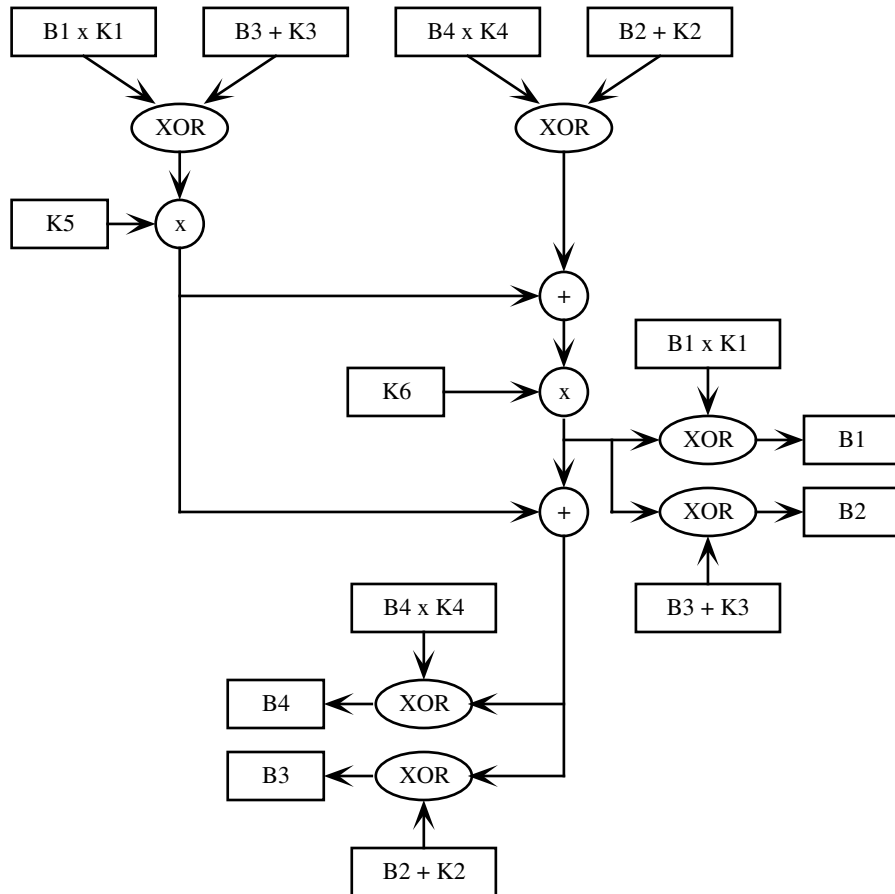 B1 x K1
B3 + K3
B4 x K4
B2 + K2
XOR
XOR
K5
x
+
B1 x K1
K6
x
XOR
B1
+
XOR
B2
B4 x K4
B3 + K3
B4
XOR
B3
XOR
B2 + K2